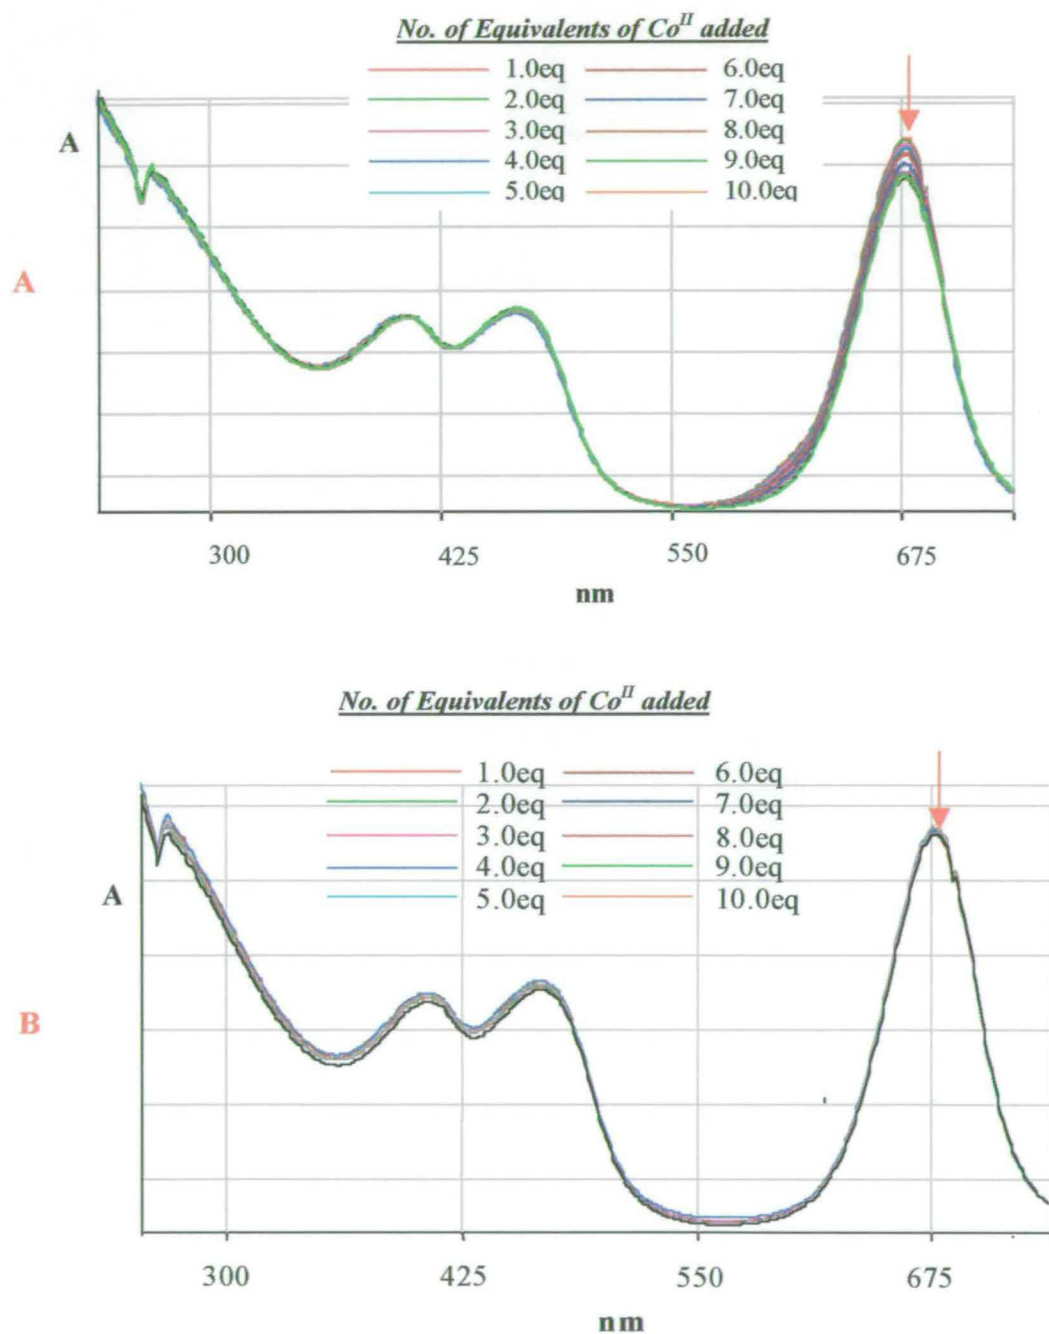 No. of Equivalents of Co^II added
1.0eq 6.0eq
2.0eq 7.0eq
A 3.0eq 8.0eq
4.0eq 9.0eq
5.0eq 10.0eq
A
300 425 550 675
nm
No. of Equivalents of Co^II added
1.0eq 6.0eq
2.0eq 7.0eq
3.0eq 8.0eq
4.0eq 9.0eq
A 5.0eq 10.0eq
B
300 425 550 675
nm